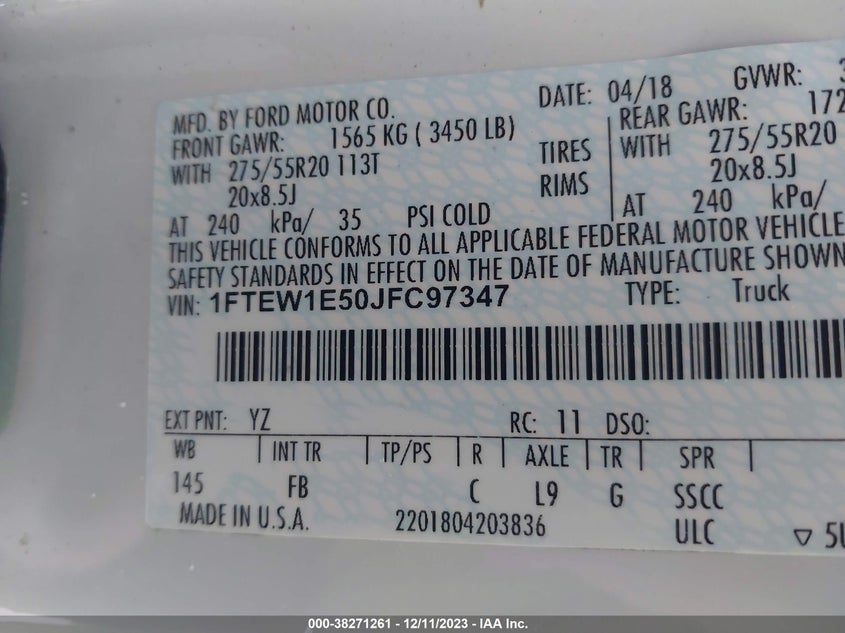 MFD. BY FORD MOTOR CO. DATE: 04/18 GVWR: 3
FRONT GAWR: 1565 KG ( 3450 LB) REAR GAWR: 172
WITH 275/55R20 113T TIRES WITH 275/55R20
20x8.5J RIMS 20x8.5J
AT 240 kPa/ 35 PSI COLD AT 240 kPa/
THIS VEHICLE CONFORMS TO ALL APPLICABLE FEDERAL MOTOR VEHICLE
SAFETY STANDARDS IN EFFECT ON THE DATE OF MANUFACTURE SHOWN
VIN: 1FTEW1E50JFC97347 TYPE: Truck
EXT PNT: YZ RC: 11 DSO:
WB INT TR TP/PS R AXLE TR SPR
145 FB C L9 G SSCC
MADE IN U.S.A. 2201804203836 ULC ▽ 5U
000-38271261 - 12/11/2023 - IAA Inc.